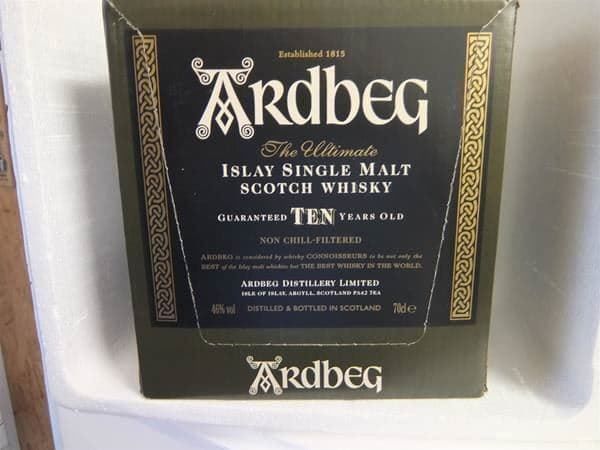 Established 1815
ARDBEG
The Ultimate
ISLAY SINGLE MALT
SCOTCH WHISKY
GUARANTEED TEN YEARS OLD
NON CHILL-FILTERED
ARDBEG is considered by whisky CONNOISSEURS to be not only the
BEST of the Islay malt whiskies but THE BEST WHISKY IN THE WORLD.
ARDBEG DISTILLERY LIMITED
ISLE OF ISLAY, ARGYLL, SCOTLAND PA42 7EA
46% vol DISTILLED & BOTTLED IN SCOTLAND 70cl e
ARDBEG